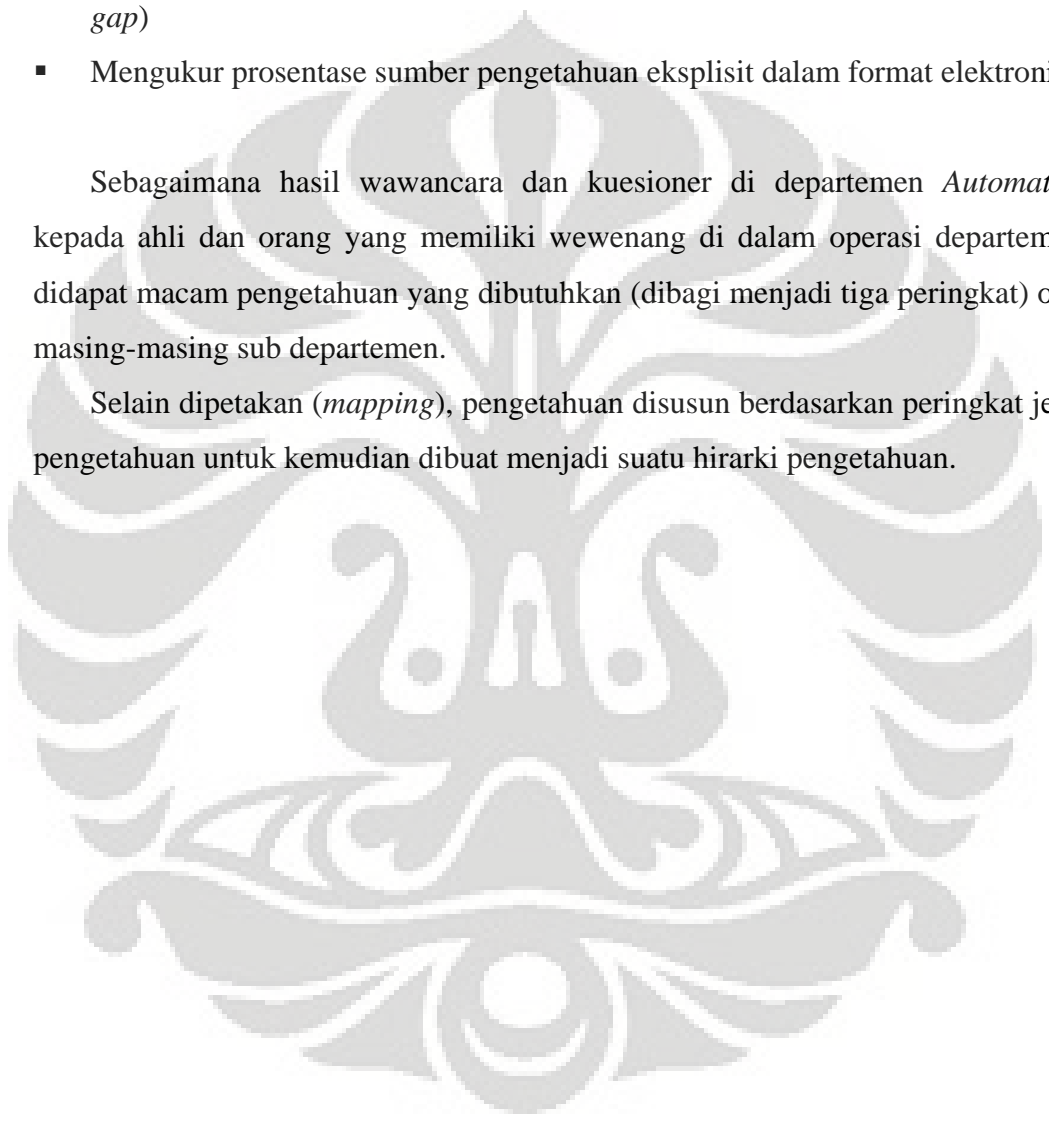 gap)
▪ Mengukur prosentase sumber pengetahuan eksplisit dalam format elektroni
Sebagaimana hasil wawancara dan kuesioner di departemen Automat
kepada ahli dan orang yang memiliki wewenang di dalam operasi departem
didapat macam pengetahuan yang dibutuhkan (dibagi menjadi tiga peringkat) o
masing-masing sub departemen.
Selain dipetakan (mapping), pengetahuan disusun berdasarkan peringkat je
pengetahuan untuk kemudian dibuat menjadi suatu hirarki pengetahuan.